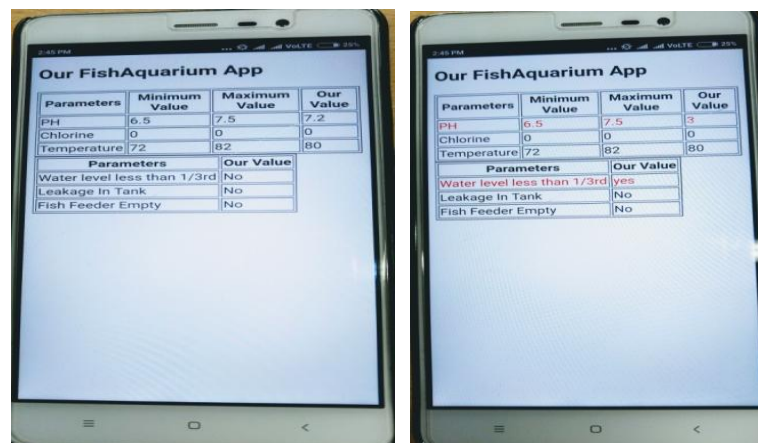 2:45 PM ... VoLTE 25%
Our FishAquarium App
Parameters Minimum Value Maximum Value Our Value
PH 6.5 7.5 7.2
Chlorine 0 0 0
Temperature 72 82 80
Parameters Our Value
Water level less than 1/3rd No
Leakage In Tank No
Fish Feeder Empty No
2:45 PM ... VoLTE 25%
Our FishAquarium App
Parameters Minimum Value Maximum Value Our Value
PH 6.5 7.5 3
Chlorine 0 0 0
Temperature 72 82 80
Parameters Our Value
Water level less than 1/3rd yes
Leakage In Tank No
Fish Feeder Empty No